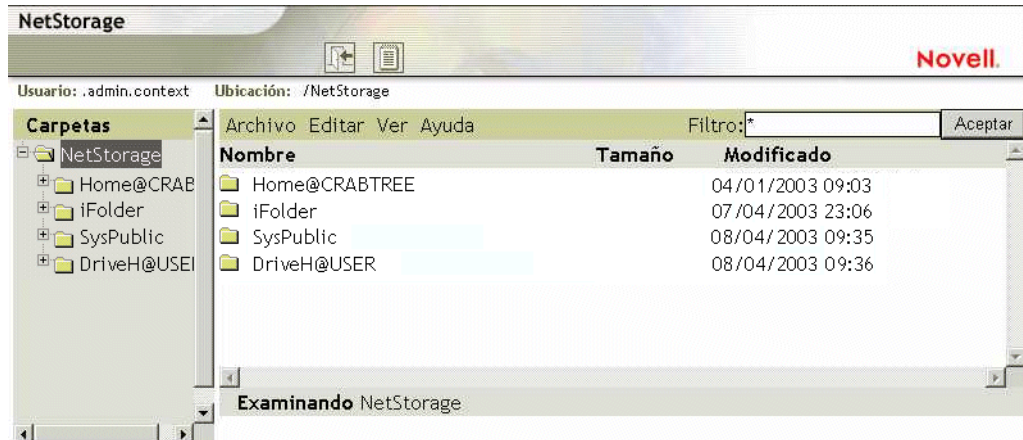 NetStorage
Novell.
Usuario: .admin.context Ubicación: /NetStorage
Carpetas
NetStorage
Home@CRAB
iFolder
SysPublic
DriveH@USEI
Archivo Editar Ver Ayuda Filtro:* Aceptar
Nombre Tamaño Modificado
Home@CRABTREE 04/01/2003 09:03
iFolder 07/04/2003 23:06
SysPublic 08/04/2003 09:35
DriveH@USER 08/04/2003 09:36
Examinando NetStorage